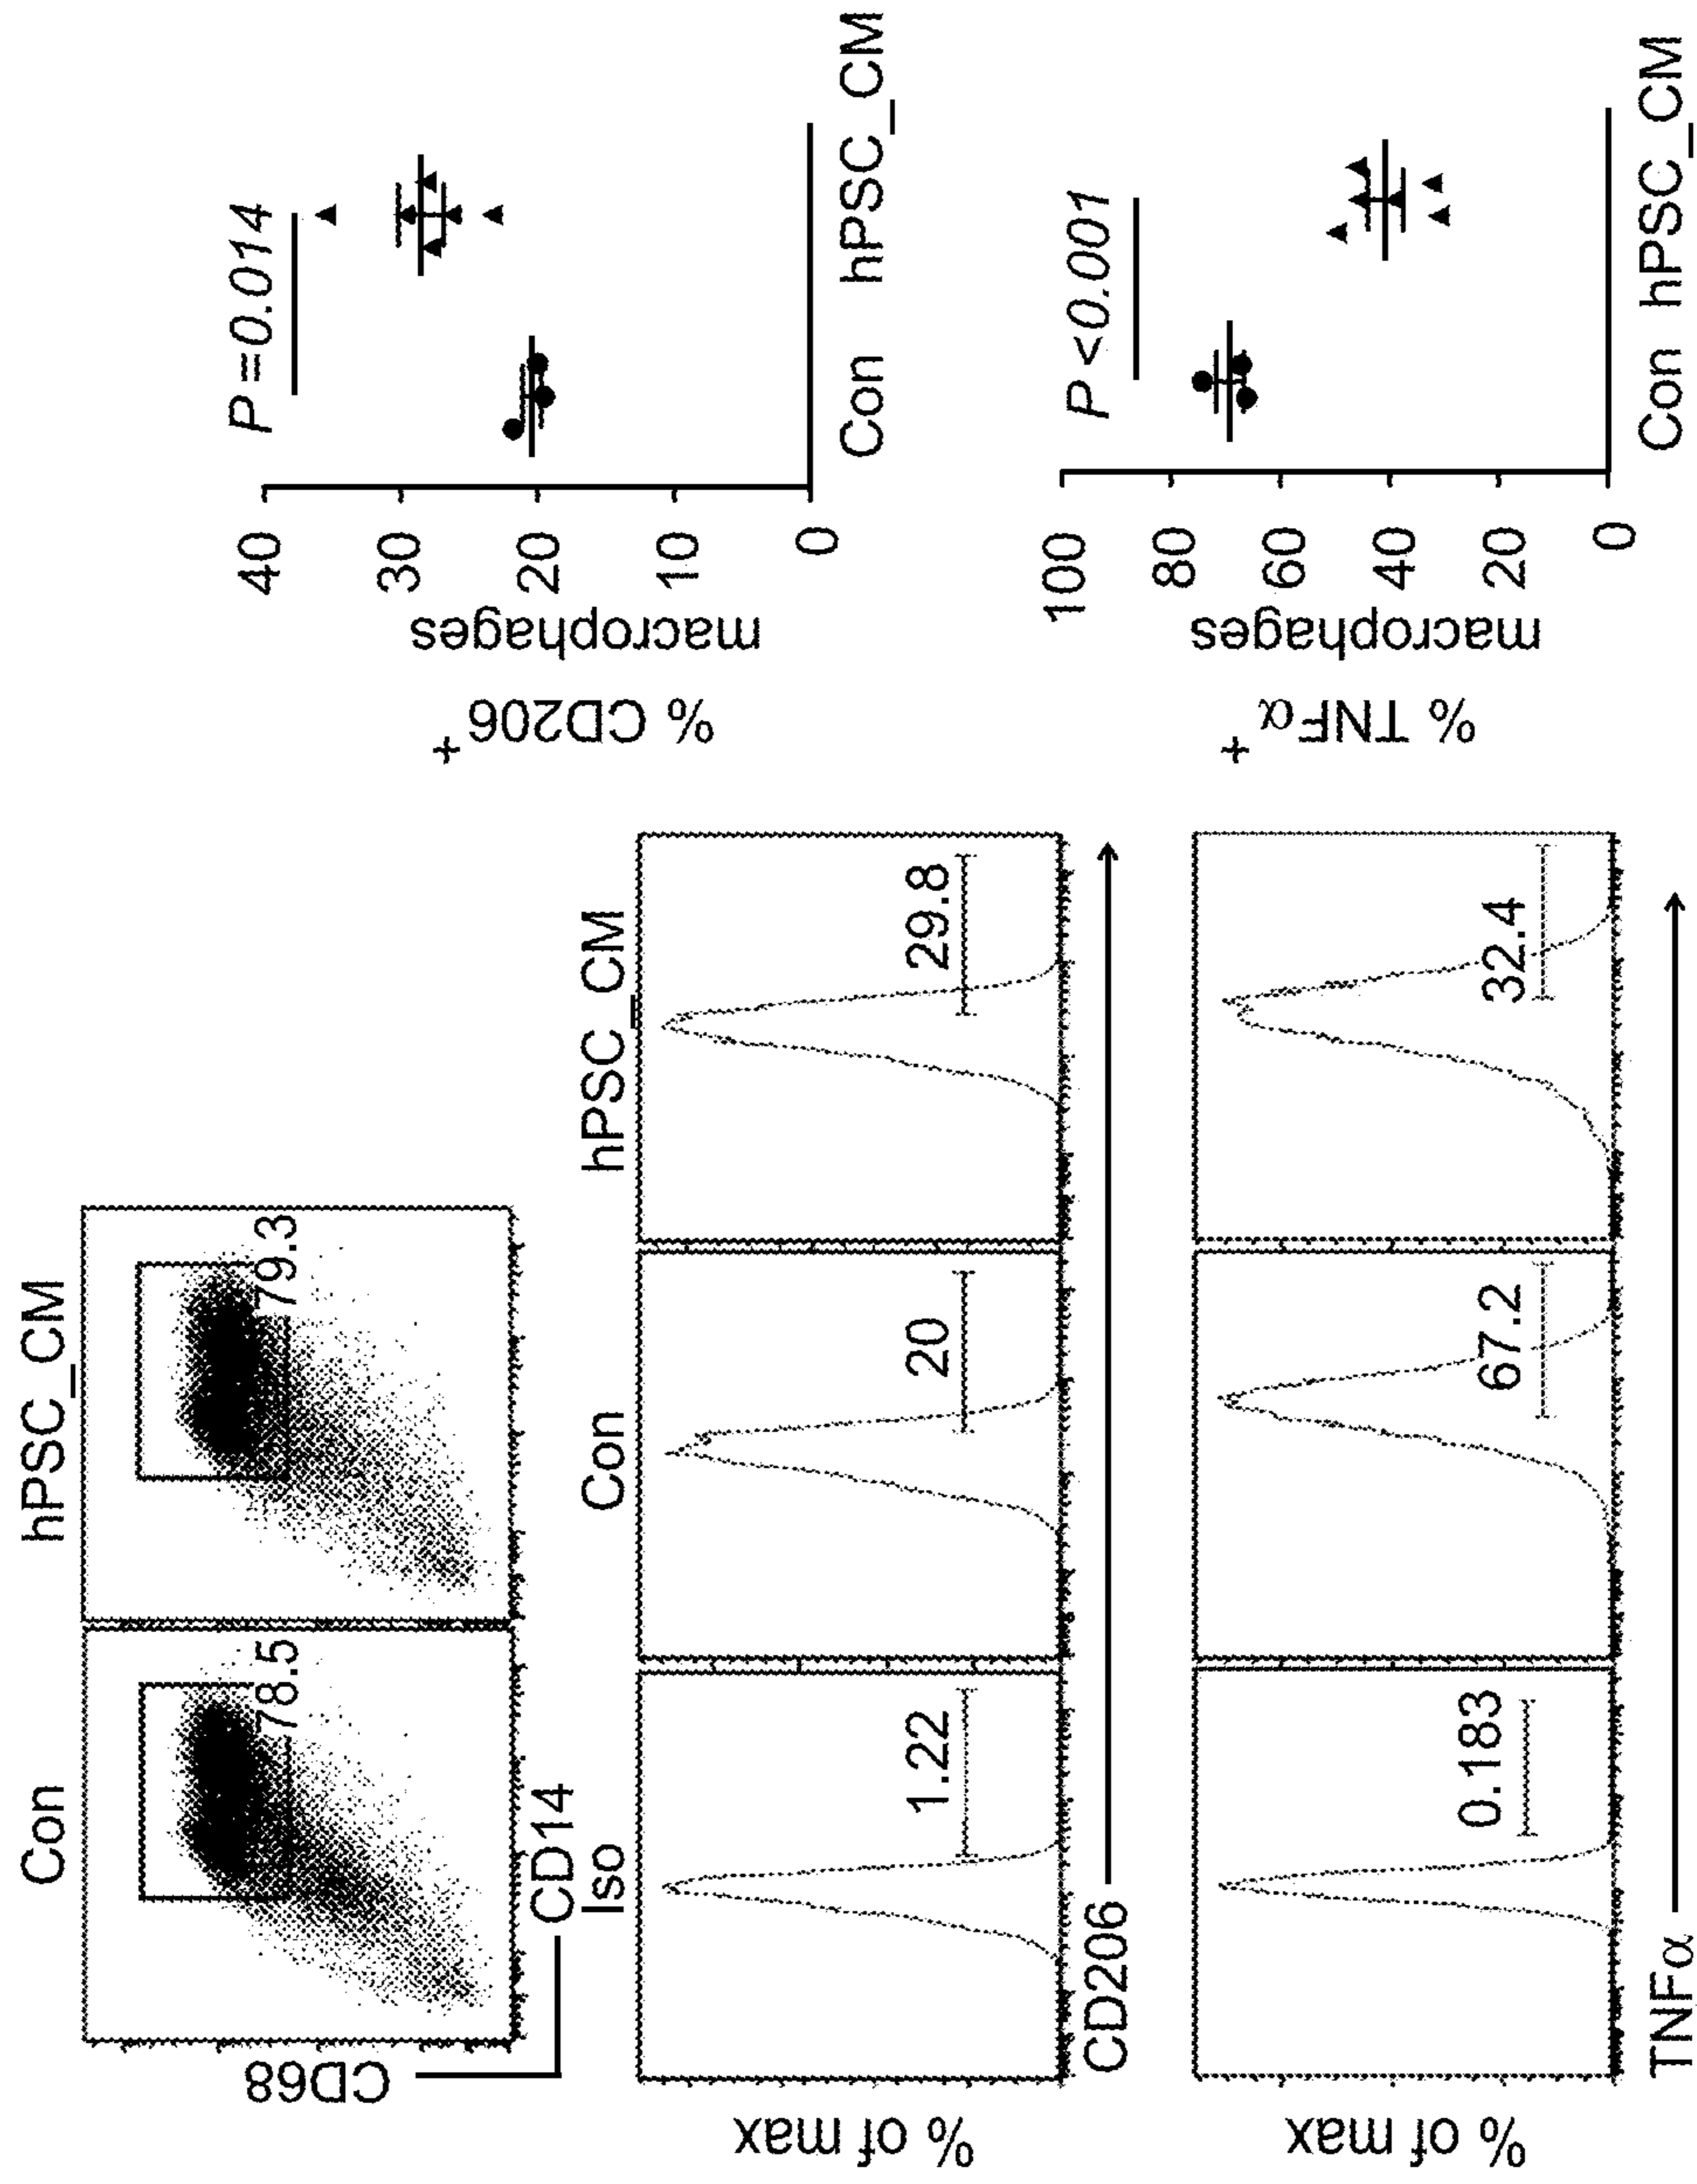 Con
hPSC_CM
78.5
79.3
CD68
CD14
Iso
Con
hPSC_CM
% of max
1.22
20
29.8
CD206
% of max
0.183
67.2
32.4
TNFα
% CD206+
macrophages
40
30
20
10
0
P=0.014
Con
hPSC_CM
% TNFα+
macrophages
100
80
60
40
20
0
P<0.001
Con
hPSC_CM